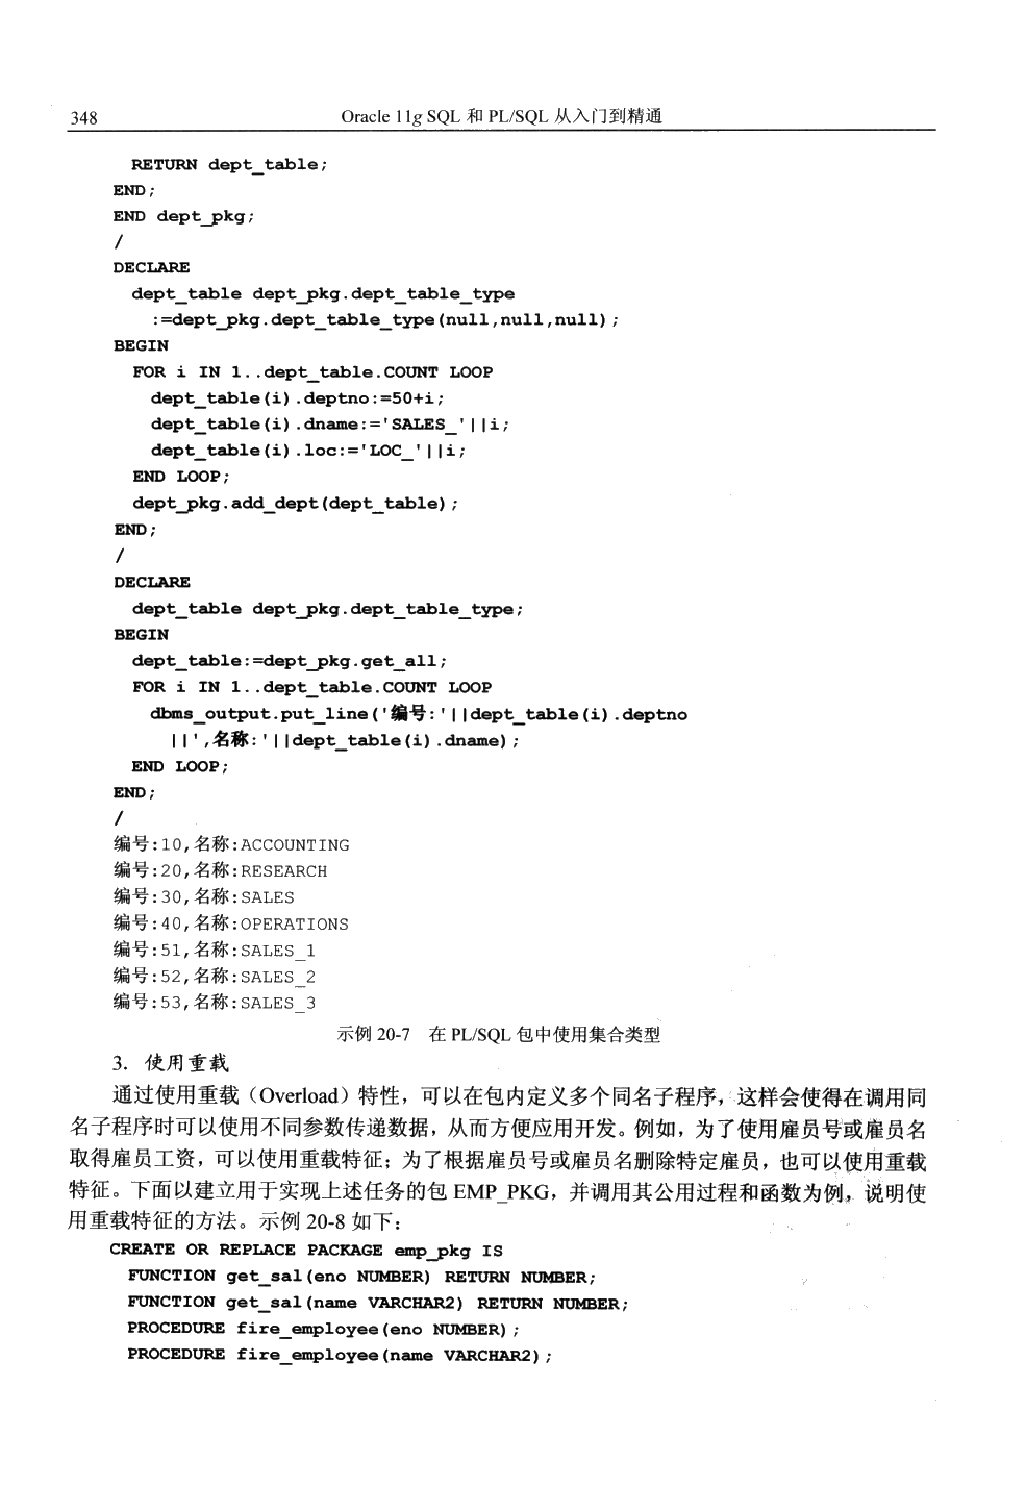 348
Oracle 11g SQL 和 PL/SQL 从入门到精通
RETURN dept_table;
END;
END dept_pkg;
/
DECLARE
dept_table dept_pkg.dept_table_type
:=dept_pkg.dept_table_type(null,null,null);
BEGIN
FOR i IN 1..dept_table.COUNT LOOP
dept_table(i).deptno:=50+i;
dept_table(i).dname:='SALES_'||i;
dept_table(i).loc:='LOC_'||i;
END LOOP;
dept_pkg.add_dept(dept_table);
END;
/
DECLARE
dept_table dept_pkg.dept_table_type;
BEGIN
dept_table:=dept_pkg.get_all;
FOR i IN 1..dept_table.COUNT LOOP
dbms_output.put_line('编号:'||dept_table(i).deptno
||',名称:'||dept_table(i).dname);
END LOOP;
END;
/
编号:10,名称:ACCOUNTING
编号:20,名称:RESEARCH
编号:30,名称:SALES
编号:40,名称:OPERATIONS
编号:51,名称:SALES_1
编号:52,名称:SALES_2
编号:53,名称:SALES_3
示例 20-7 在 PL/SQL 包中使用集合类型
3. 使用重载
通过使用重载（Overload）特性，可以在包内定义多个同名子程序，这样会使得在调用同
名子程序时可以使用不同参数传递数据，从而方便应用开发。例如，为了使用雇员号或雇员名
取得雇员工资，可以使用重载特征；为了根据雇员号或雇员名删除特定雇员，也可以使用重载
特征。下面以建立用于实现上述任务的包 EMP_PKG，并调用其公用过程和函数为例，说明使
用重载特征的方法。示例 20-8 如下：
CREATE OR REPLACE PACKAGE emp_pkg IS
FUNCTION get_sal(eno NUMBER) RETURN NUMBER;
FUNCTION get_sal(name VARCHAR2) RETURN NUMBER;
PROCEDURE fire_employee(eno NUMBER);
PROCEDURE fire_employee(name VARCHAR2);